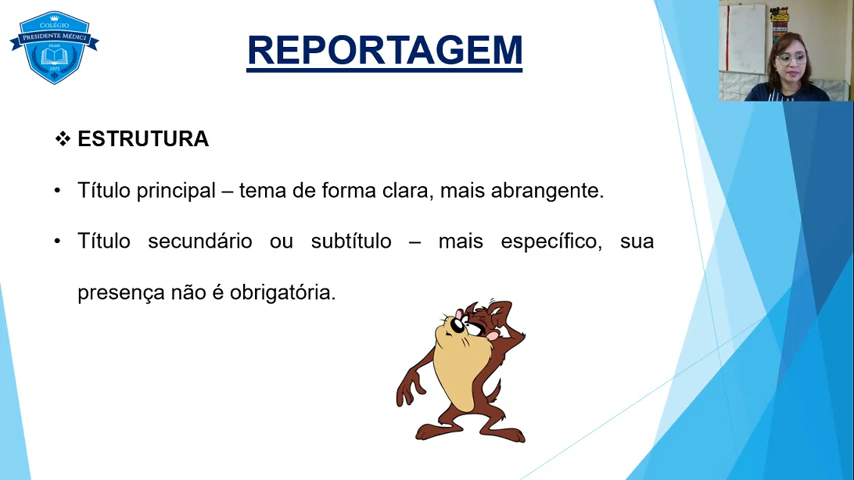 COLÉGIO
PRESIDENTE MÉDICI
REPORTAGEM
❖ ESTRUTURA
• Título principal – tema de forma clara, mais abrangente.
• Título secundário ou subtítulo – mais específico, sua
presença não é obrigatória.